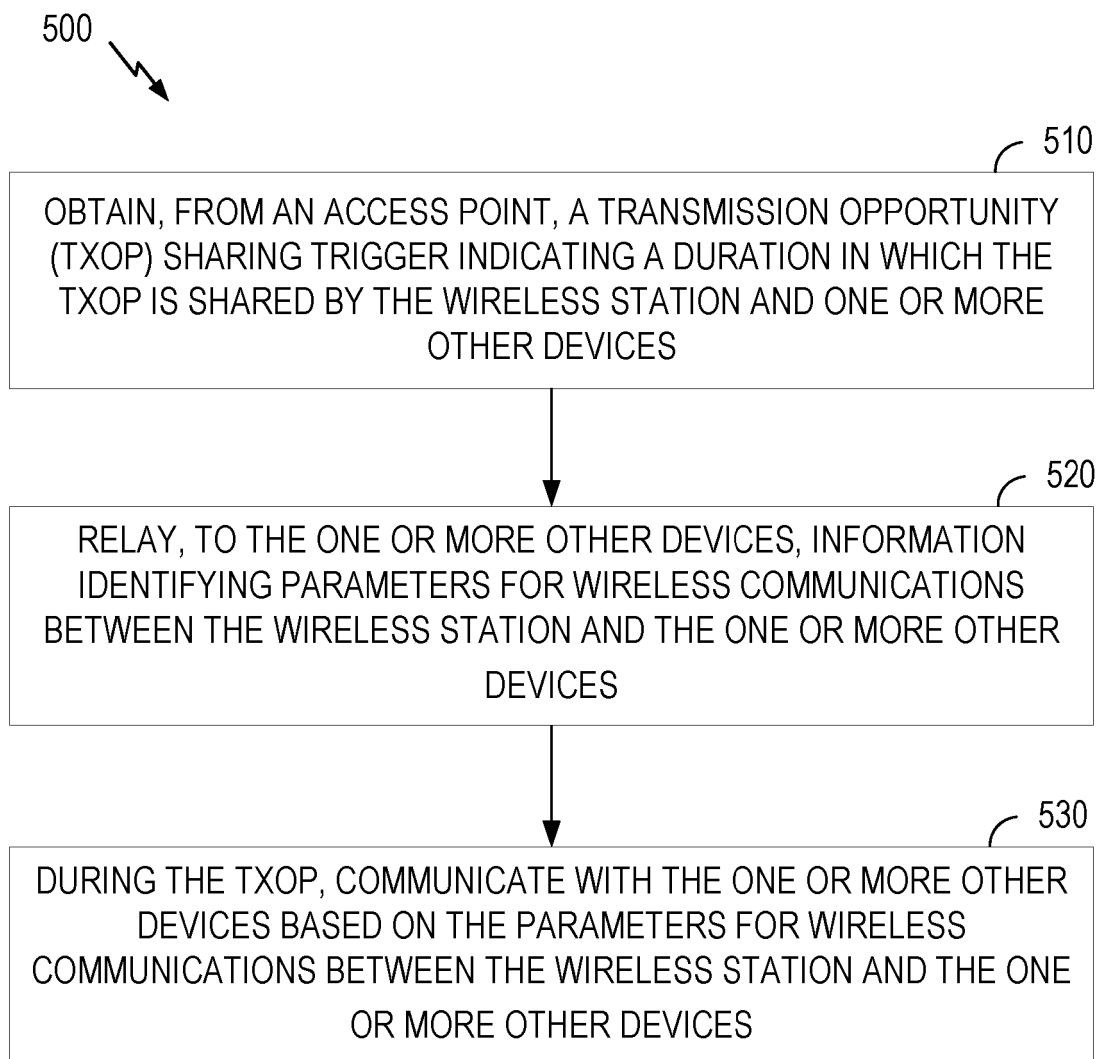 500
510
OBTAIN, FROM AN ACCESS POINT, A TRANSMISSION OPPORTUNITY
(TXOP) SHARING TRIGGER INDICATING A DURATION IN WHICH THE
TXOP IS SHARED BY THE WIRELESS STATION AND ONE OR MORE
OTHER DEVICES
520
RELAY, TO THE ONE OR MORE OTHER DEVICES, INFORMATION
IDENTIFYING PARAMETERS FOR WIRELESS COMMUNICATIONS
BETWEEN THE WIRELESS STATION AND THE ONE OR MORE OTHER
DEVICES
530
DURING THE TXOP, COMMUNICATE WITH THE ONE OR MORE OTHER
DEVICES BASED ON THE PARAMETERS FOR WIRELESS
COMMUNICATIONS BETWEEN THE WIRELESS STATION AND THE ONE
OR MORE OTHER DEVICES